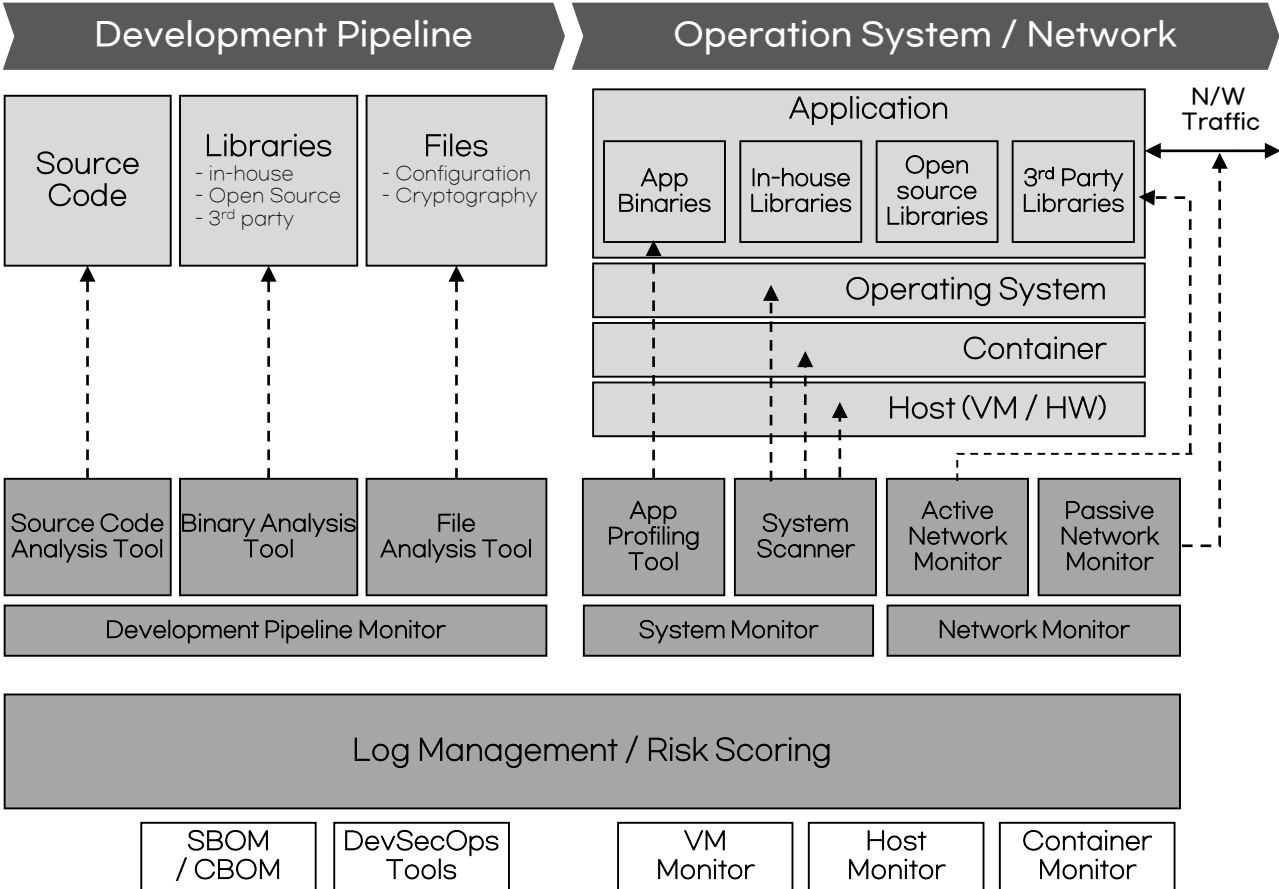 Development Pipeline
Operation System / Network
Source
Code
Libraries
- in-house
- Open Source
- 3rd party
Files
- Configuration
- Cryptography
Application
App
Binaries
In-house
Libraries
Open
source
Libraries
3rd Party
Libraries
N/W
Traffic
Operating System
Container
Host (VM / HW)
Source Code
Analysis Tool
Binary Analysis
Tool
File
Analysis Tool
App
Profiling
Tool
System
Scanner
Active
Network
Monitor
Passive
Network
Monitor
Development Pipeline Monitor
System Monitor
Network Monitor
Log Management / Risk Scoring
SBOM
/ CBOM
DevSecOps
Tools
VM
Monitor
Host
Monitor
Container
Monitor